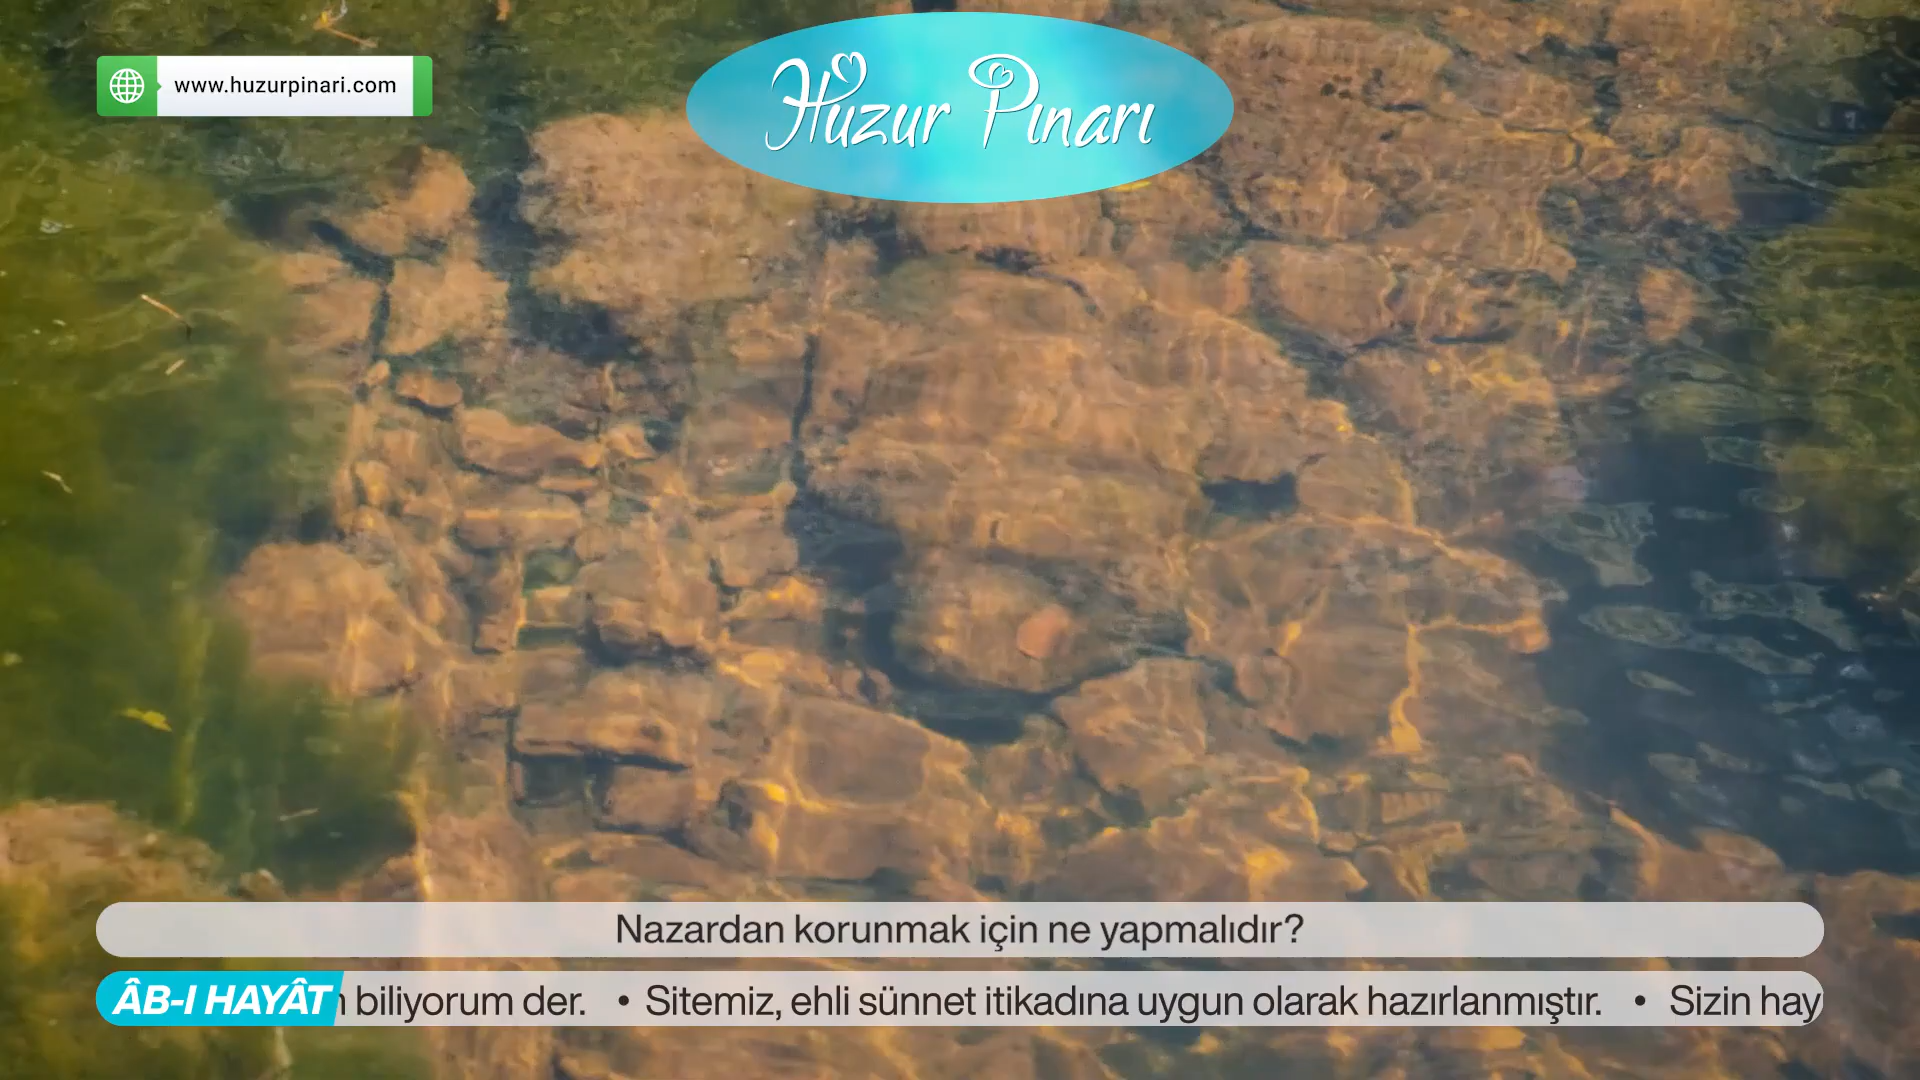 www.huzurpinari.com
Huzur Pınarı
Nazardan korunmak için ne yapmalıdır?
ÂB-I HAYÂT
biliyorum der. • Sitemiz, ehli sünnet itikadına uygun olarak hazırlanmıştır. • Sizin hay